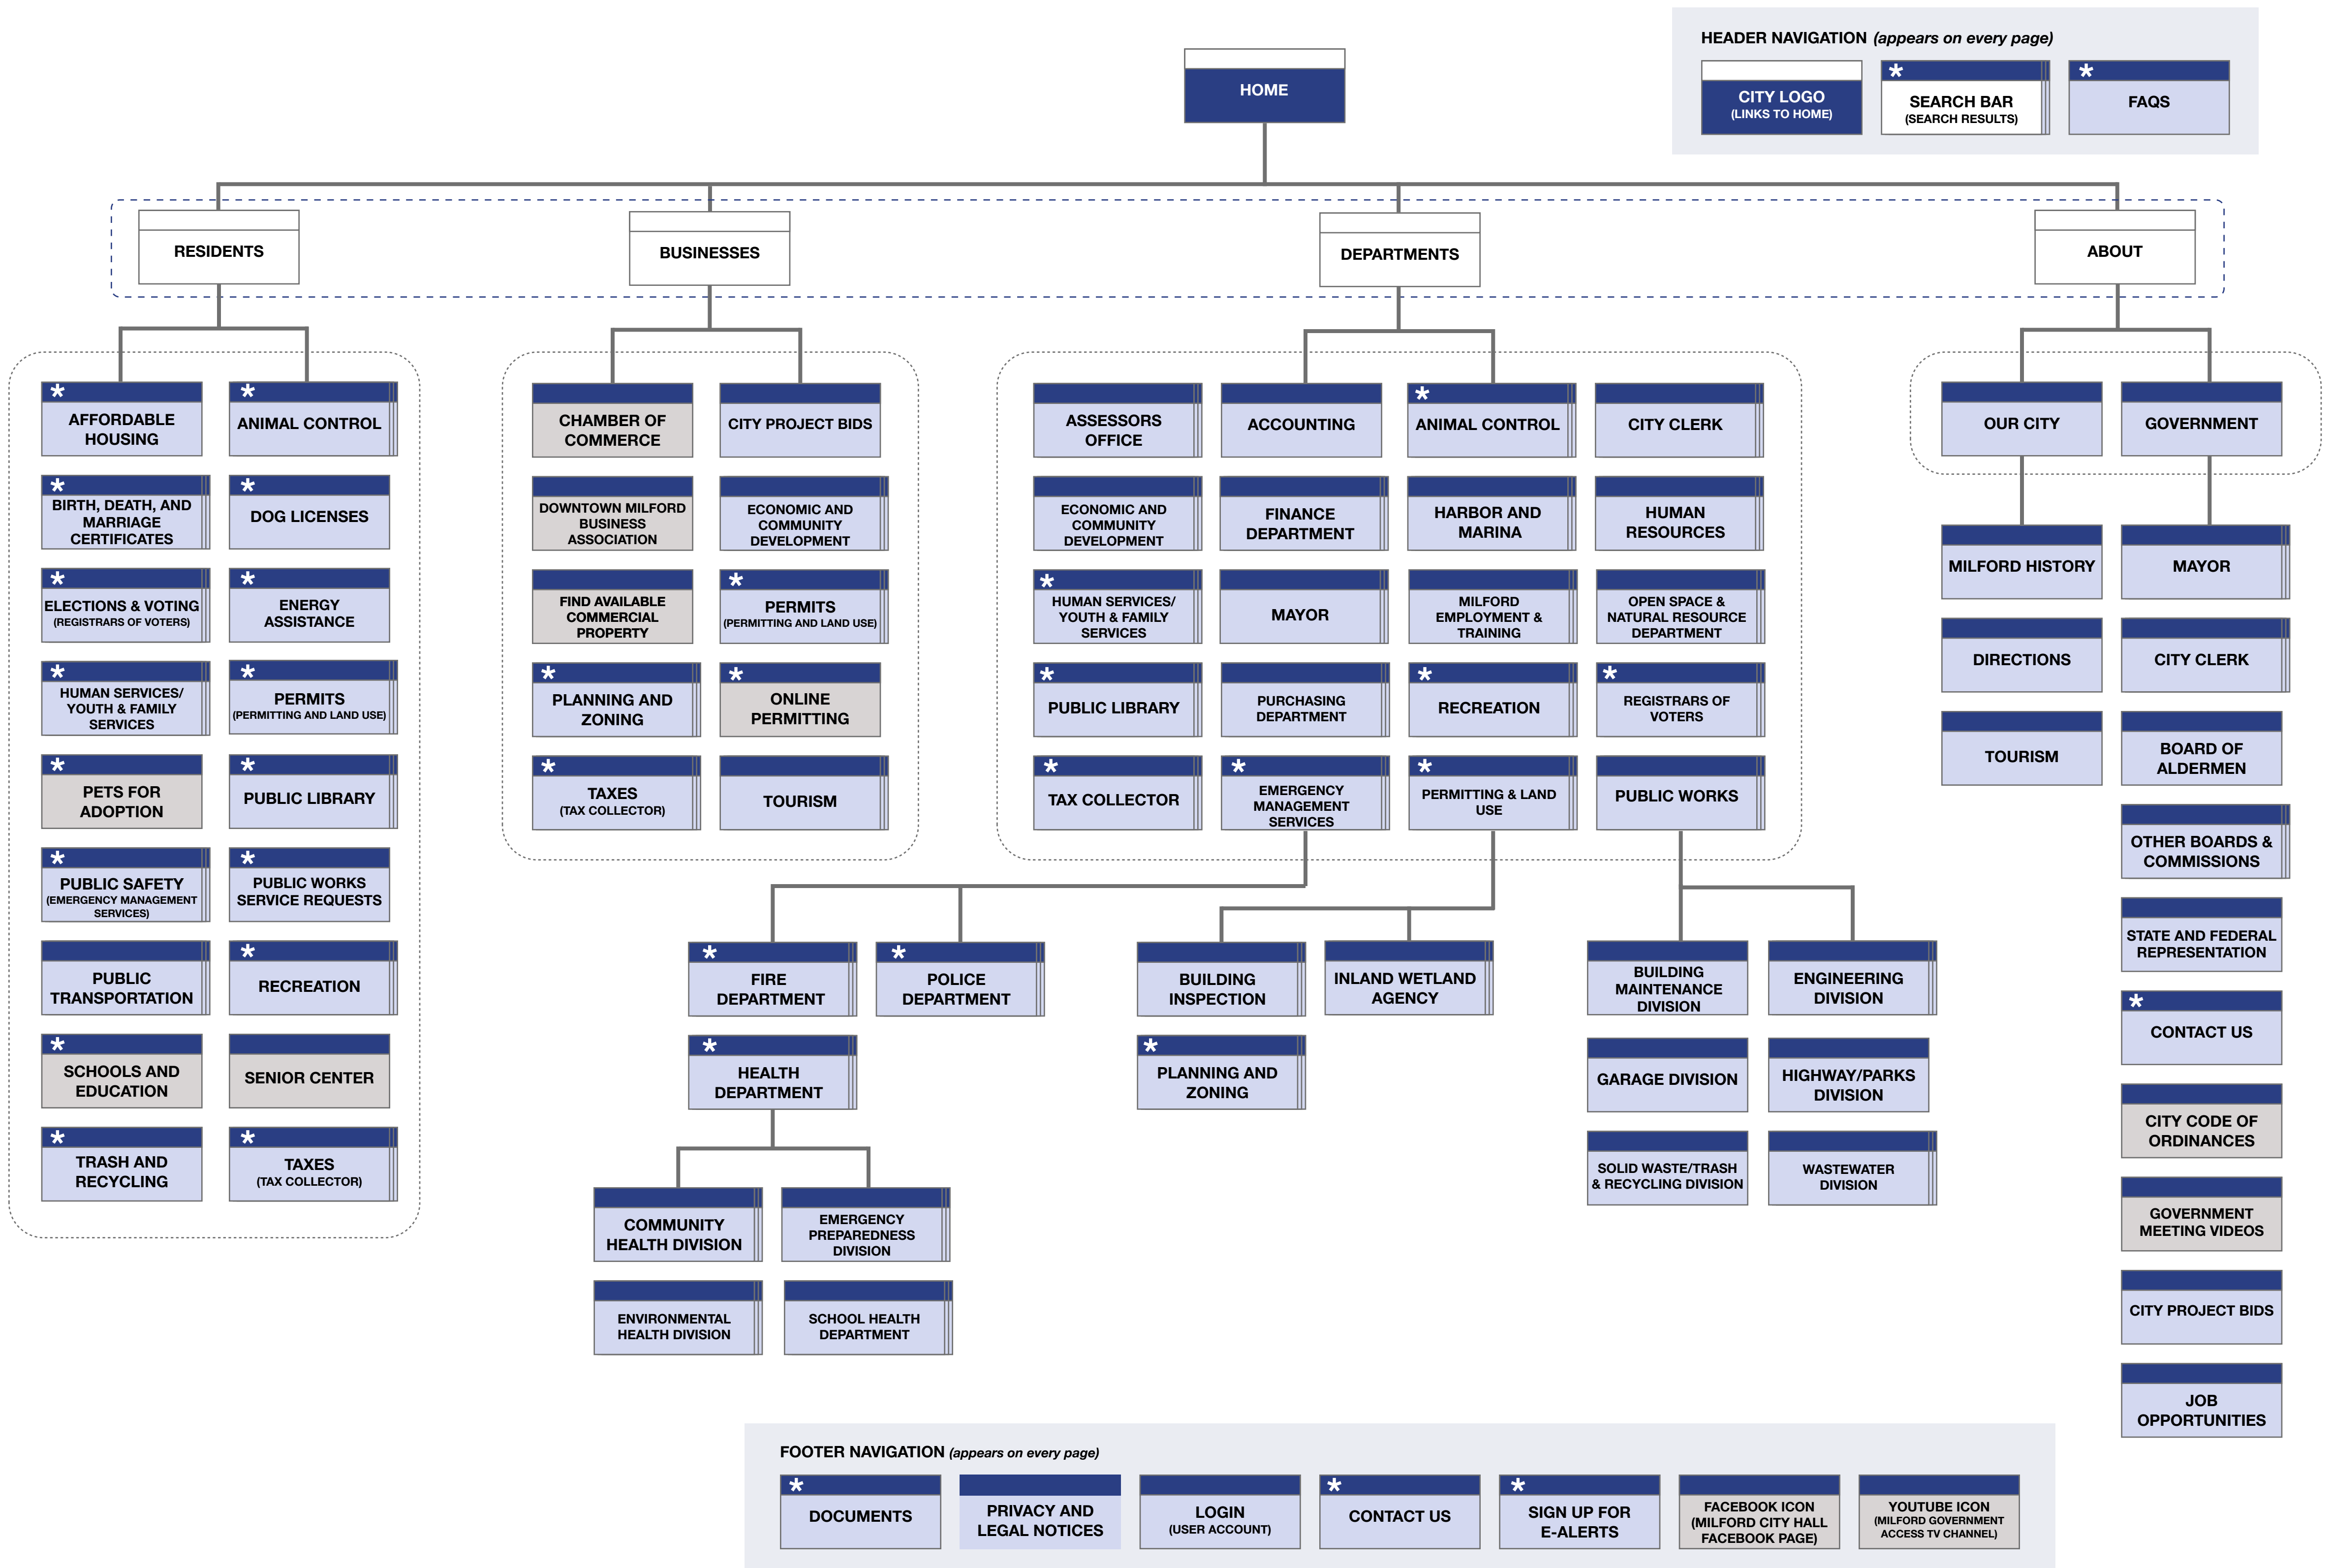 HEADER NAVIGATION (appears on every page)
*
*
CITY LOGO
(LINKS TO HOME)
SEARCH BAR
(SEARCH RESULTS)
FAQS
HOME
RESIDENTS
BUSINESSES
DEPARTMENTS
ABOUT
*
AFFORDABLE
HOUSING
*
ANIMAL CONTROL
*
BIRTH, DEATH, AND
MARRIAGE
CERTIFICATES
*
DOG LICENSES
*
ELECTIONS & VOTING
(REGISTRARS OF VOTERS)
*
ENERGY
ASSISTANCE
*
HUMAN SERVICES/
YOUTH & FAMILY
SERVICES
*
PERMITS
(PERMITTING AND LAND USE)
*
PETS FOR
ADOPTION
*
PUBLIC LIBRARY
*
PUBLIC SAFETY
(EMERGENCY MANAGEMENT
SERVICES)
*
PUBLIC WORKS
SERVICE REQUESTS
PUBLIC
TRANSPORTATION
*
RECREATION
*
SCHOOLS AND
EDUCATION
SENIOR CENTER
*
TRASH AND
RECYCLING
*
TAXES
(TAX COLLECTOR)
CHAMBER OF
COMMERCE
CITY PROJECT BIDS
DOWNTOWN MILFORD
BUSINESS
ASSOCIATION
ECONOMIC AND
COMMUNITY
DEVELOPMENT
FIND AVAILABLE
COMMERCIAL
PROPERTY
*
PERMITS
(PERMITTING AND LAND USE)
*
PLANNING AND
ZONING
*
ONLINE
PERMITTING
*
TAXES
(TAX COLLECTOR)
TOURISM
ASSESSORS
OFFICE
ACCOUNTING
*
ANIMAL CONTROL
CITY CLERK
ECONOMIC AND
COMMUNITY
DEVELOPMENT
FINANCE
DEPARTMENT
HARBOR AND
MARINA
HUMAN
RESOURCES
*
HUMAN SERVICES/
YOUTH & FAMILY
SERVICES
MAYOR
MILFORD
EMPLOYMENT &
TRAINING
OPEN SPACE &
NATURAL RESOURCE
DEPARTMENT
*
PUBLIC LIBRARY
PURCHASING
DEPARTMENT
*
RECREATION
*
REGISTRARS OF
VOTERS
*
TAX COLLECTOR
*
EMERGENCY
MANAGEMENT
SERVICES
*
PERMITTING & LAND
USE
PUBLIC WORKS
*
FIRE
DEPARTMENT
*
POLICE
DEPARTMENT
*
HEALTH
DEPARTMENT
COMMUNITY
HEALTH DIVISION
EMERGENCY
PREPAREDNESS
DIVISION
ENVIRONMENTAL
HEALTH DIVISION
SCHOOL HEALTH
DEPARTMENT
BUILDING
INSPECTION
INLAND WETLAND
AGENCY
*
PLANNING AND
ZONING
BUILDING
MAINTENANCE
DIVISION
ENGINEERING
DIVISION
GARAGE DIVISION
HIGHWAY/PARKS
DIVISION
SOLID WASTE/TRASH
& RECYCLING DIVISION
WASTEWATER
DIVISION
OUR CITY
GOVERNMENT
MILFORD HISTORY
DIRECTIONS
TOURISM
MAYOR
CITY CLERK
BOARD OF
ALDERMEN
OTHER BOARDS &
COMMISSIONS
STATE AND FEDERAL
REPRESENTATION
*
CONTACT US
CITY CODE OF
ORDINANCES
GOVERNMENT
MEETING VIDEOS
CITY PROJECT BIDS
JOB
OPPORTUNITIES
FOOTER NAVIGATION (appears on every page)
*
DOCUMENTS
PRIVACY AND
LEGAL NOTICES
LOGIN
(USER ACCOUNT)
*
CONTACT US
*
SIGN UP FOR
E-ALERTS
FACEBOOK ICON
(MILFORD CITY HALL
FACEBOOK PAGE)
YOUTUBE ICON
(MILFORD GOVERNMENT
ACCESS TV CHANNEL)